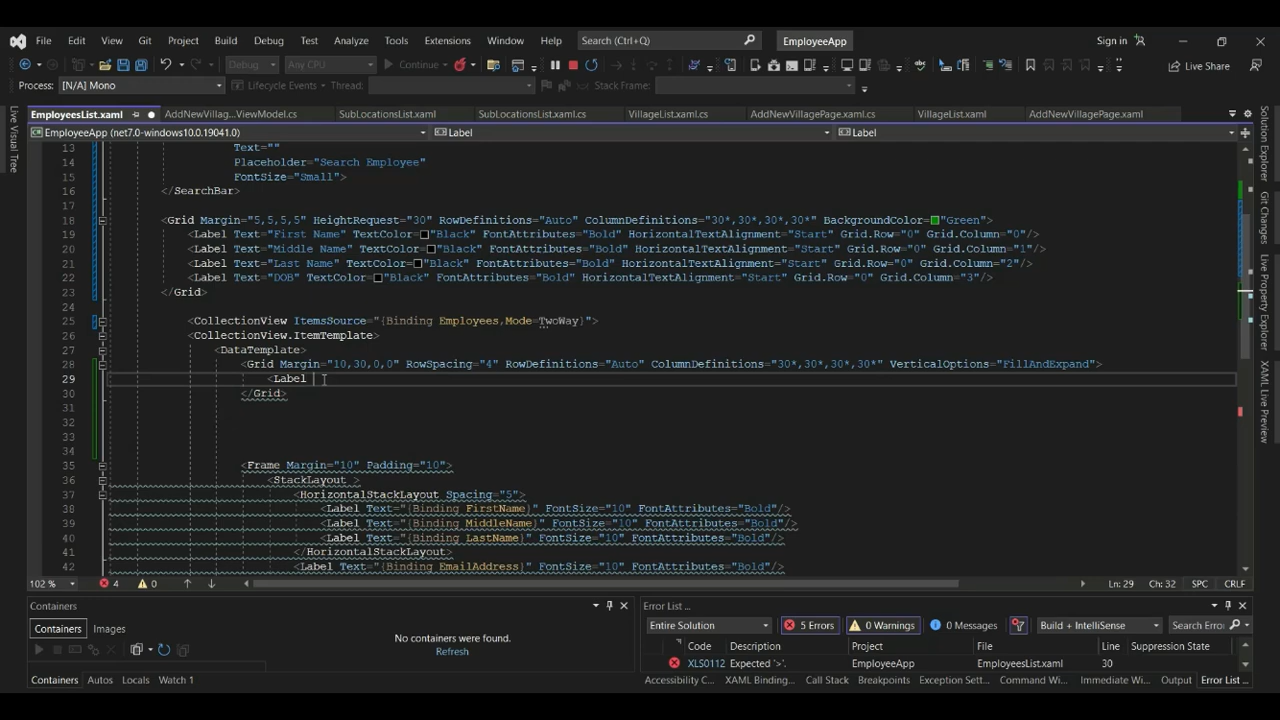 File Edit View Git Project Build Debug Test Analyze Tools Extensions Window Help Search (Ctrl+Q) EmployeeApp Sign in
Debug Any CPU Continue Live Share
Process: [N/A] Mono Lifecycle Events Thread: Stack Frame:
EmployeesList.xaml AddNewVillag...ViewModel.cs SubLocationsList.xaml SubLocationsList.xaml.cs VillageList.xaml.cs AddNewVillagePage.xaml.cs VillageList.xaml AddNewVillagePage.xaml
EmployeeApp (net7.0-windows10.0.19041.0) Label Label
Live Visual Tree
13 Text=""
14 Placeholder="Search Employee"
15 FontSize="Small">
16 </SearchBar>
17
18 <Grid Margin="5,5,5,5" HeightRequest="30" RowDefinitions="Auto" ColumnDefinitions="30*,30*,30*,30*" BackgroundColor="Green">
19 <Label Text="First Name" TextColor="Black" FontAttributes="Bold" HorizontalTextAlignment="Start" Grid.Row="0" Grid.Column="0"/>
20 <Label Text="Middle Name" TextColor="Black" FontAttributes="Bold" HorizontalTextAlignment="Start" Grid.Row="0" Grid.Column="1"/>
21 <Label Text="Last Name" TextColor="Black" FontAttributes="Bold" HorizontalTextAlignment="Start" Grid.Row="0" Grid.Column="2"/>
22 <Label Text="DOB" TextColor="Black" FontAttributes="Bold" HorizontalTextAlignment="Start" Grid.Row="0" Grid.Column="3"/>
23 </Grid>
24
25 <CollectionView ItemsSource="{Binding Employees,Mode=TwoWay}">
26 <CollectionView.ItemTemplate>
27 <DataTemplate>
28 <Grid Margin="10,30,0,0" RowSpacing="4" RowDefinitions="Auto" ColumnDefinitions="30*,30*,30*,30*" VerticalOptions="FillAndExpand">
29 <Label
30 </Grid>
31
32
33
34
35 <Frame Margin="10" Padding="10">
36 <StackLayout >
37 <HorizontalStackLayout Spacing="5">
38 <Label Text="{Binding FirstName}" FontSize="10" FontAttributes="Bold"/>
39 <Label Text="{Binding MiddleName}" FontSize="10" FontAttributes="Bold"/>
40 <Label Text="{Binding LastName}" FontSize="10" FontAttributes="Bold"/>
41 </HorizontalStackLayout>
42 <Label Text="{Binding EmailAddress}" FontSize="10" FontAttributes="Bold"/>
Solution Explorer
Git Changes
Live Property Explorer
XAML Live Preview
102 % 4 0 Ln: 29 Ch: 32 SPC CRLF
Containers
Containers Images
No containers were found.
Refresh
Containers Autos Locals Watch 1
Error List ...
Entire Solution 5 Errors 0 Warnings 0 Messages Build + IntelliSense Search Erro
Code Description Project File Line Suppression State
XLS0112 Expected '>'. EmployeeApp EmployeesList.xaml 30
Accessibility C... XAML Binding... Call Stack Breakpoints Exception Sett... Command Wi... Immediate Wi... Output Error List ...